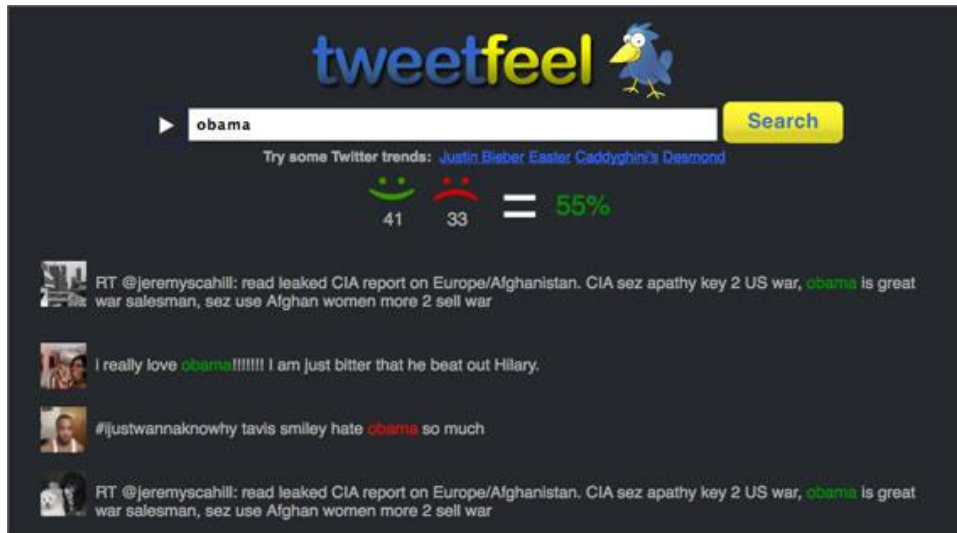 tweetfeel
obama
Search
Try some Twitter trends: Justin Bieber Easter Caddyghini's Desmond
41 33 = 55%
RT @jeremyscahill: read leaked CIA report on Europe/Afghanistan. CIA sez apathy key 2 US war, obama is great
war salesman, sez use Afghan women more 2 sell war
i really love obama!!!!!!! I am just bitter that he beat out Hilary.
#ijustwannaknowhy tavis smiley hate obama so much
RT @jeremyscahill: read leaked CIA report on Europe/Afghanistan. CIA sez apathy key 2 US war, obama is great
war salesman, sez use Afghan women more 2 sell war